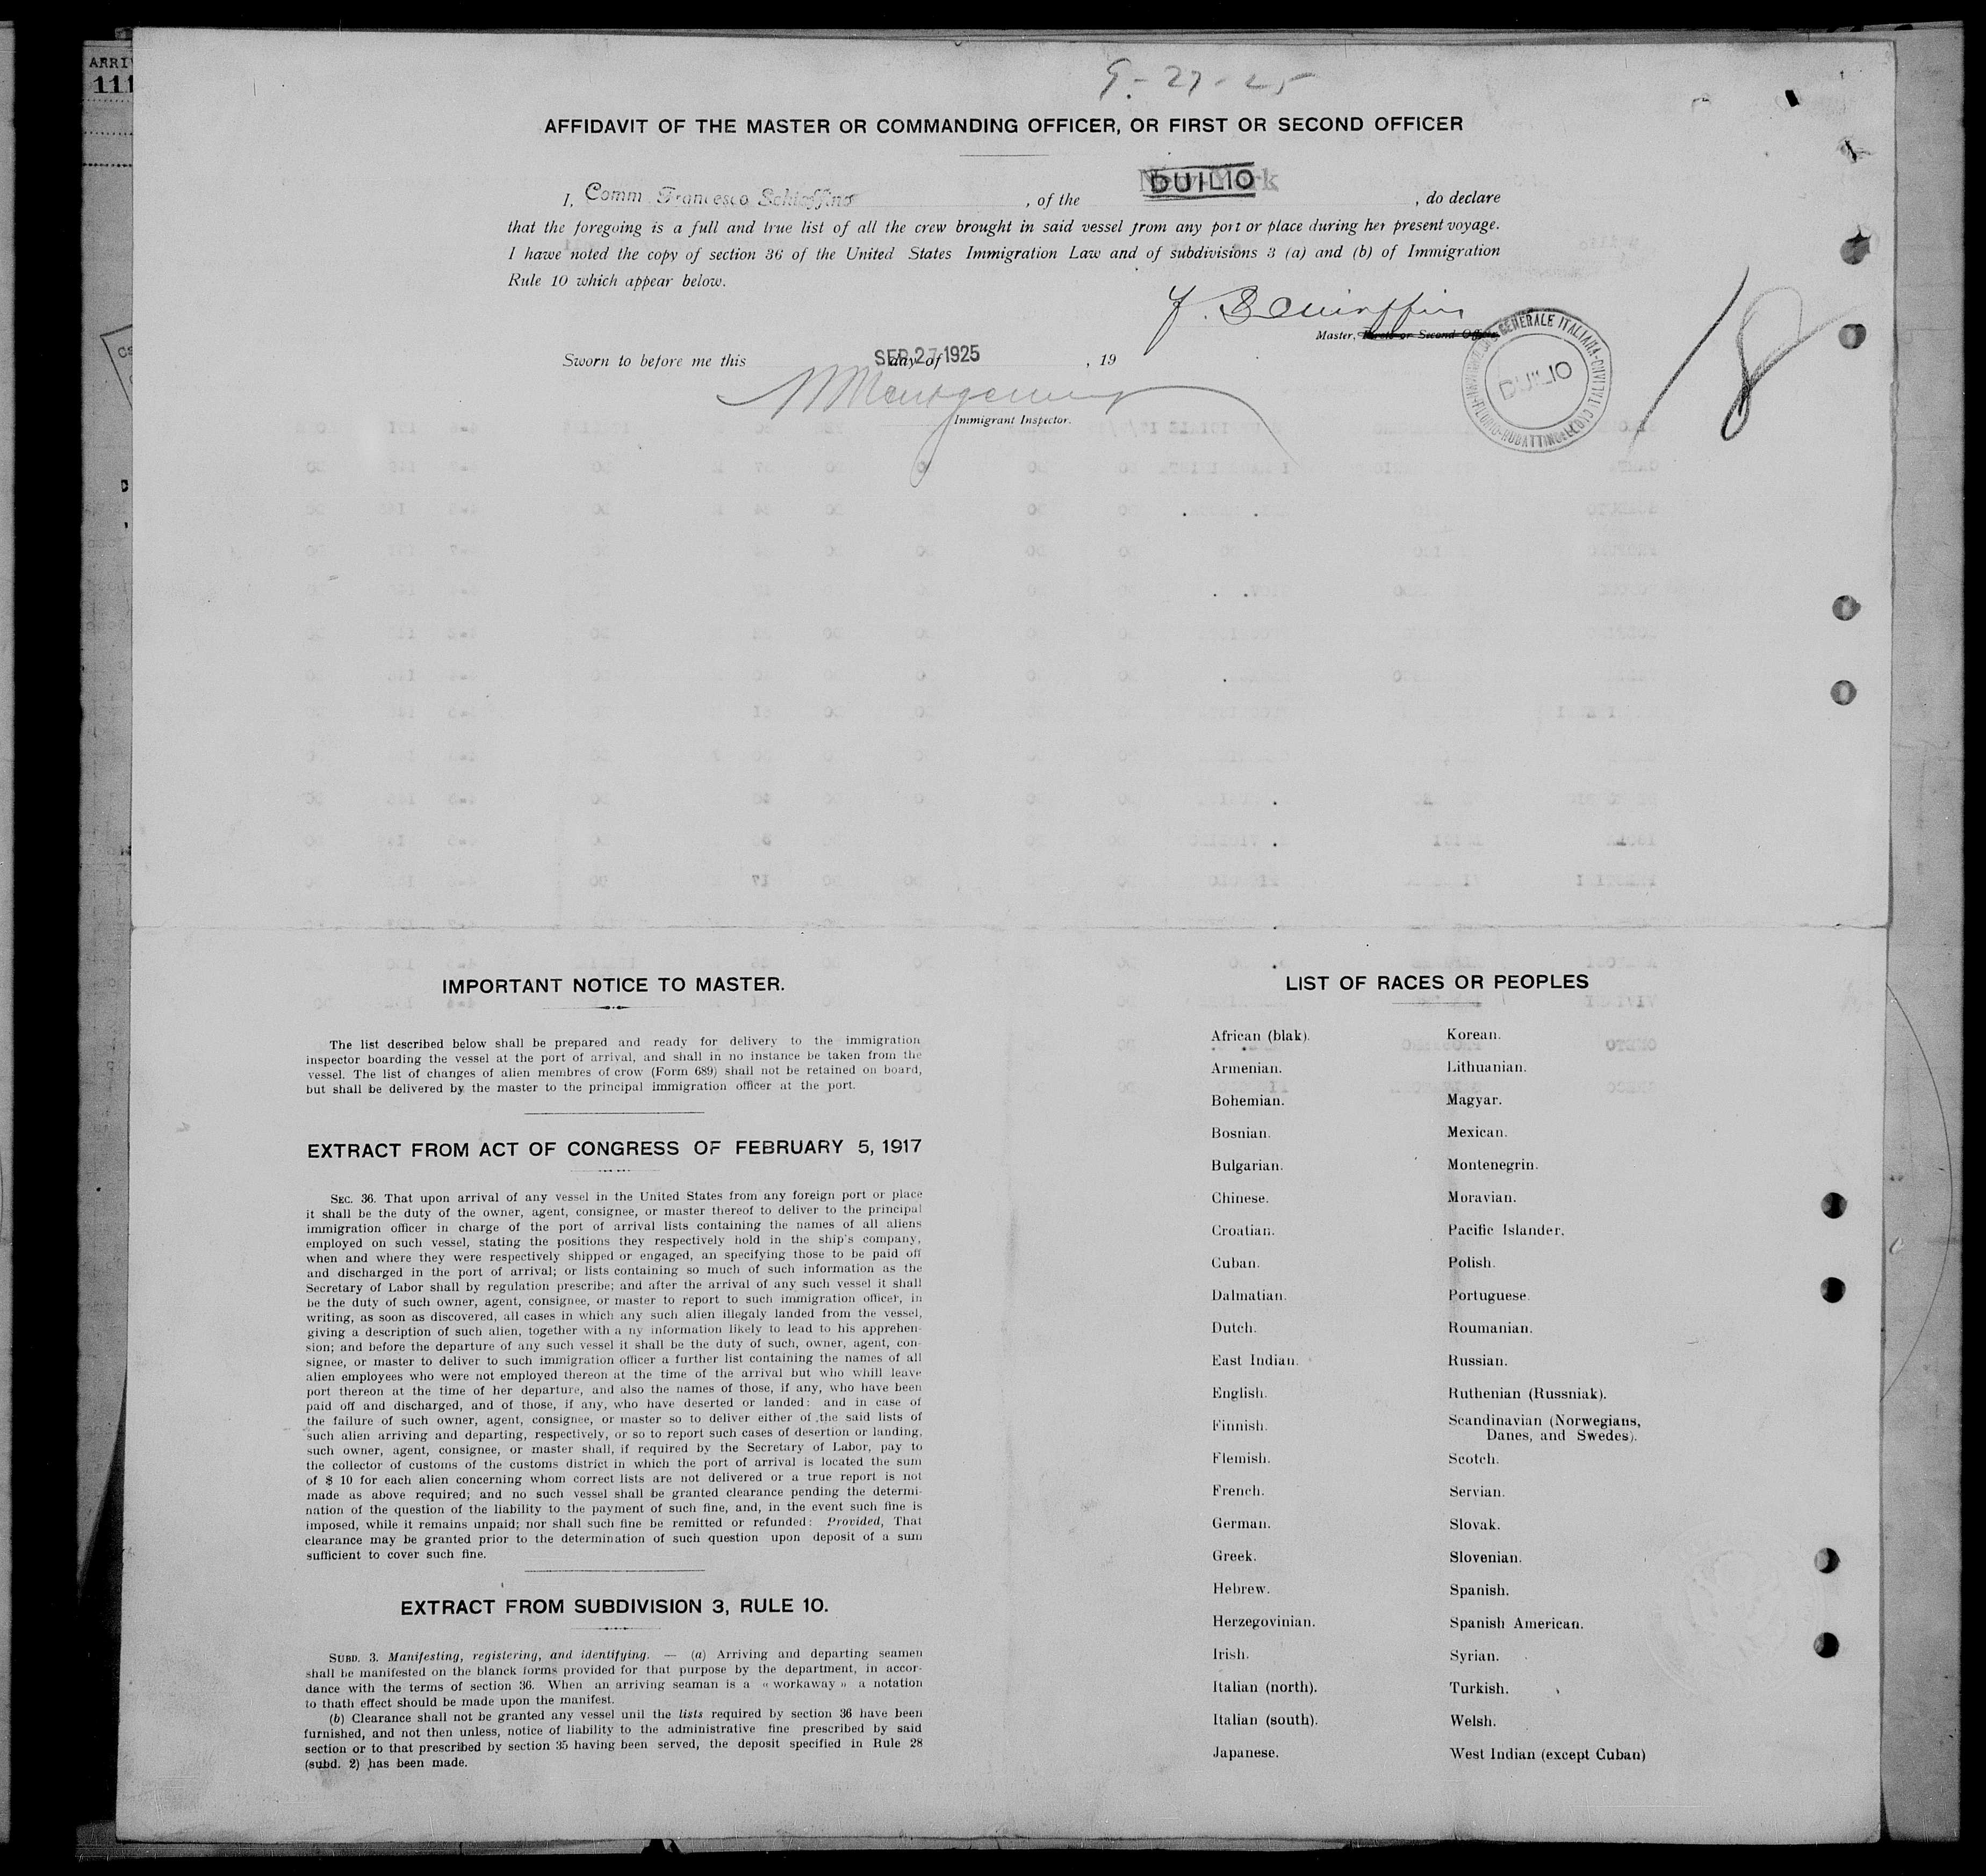 ARRI
111
9-27-25
AFFIDAVIT OF THE MASTER OR COMMANDING OFFICER, OR FIRST OR SECOND OFFICER
I, Comm Francesco Schiaffino, of the DUILIO, do declare
that the foregoing is a full and true list of all the crew brought in said vessel from any port or place during her present voyage.
I hawe noted the copy of section 36 of the United States Immigration Law and of subdivisions 3 (a) and (b) of Immigration
Rule 10 which appear below.
F. Schiaffino
Master, First or Second Officer
Sworn to before me this SEP 27 1925 day of , 19
Montgomery
Immigrant Inspector.
GENERALE ITALIANA
DUILIO
18
IMPORTANT NOTICE TO MASTER.
The list described below shall be prepared and ready for delivery to the immigration
inspector boarding the vessel at the port of arrival, and shall in no instance be taken from the
vessel. The list of changes of alien membres of crow (Form 689) shall not be retained on board,
but shall be delivered by the master to the principal immigration officer at the port.
EXTRACT FROM ACT OF CONGRESS OF FEBRUARY 5, 1917
SEC. 36. That upon arrival of any vessel in the United States from any foreign port or place
it shall be the duty of the owner, agent, consignee, or master thereof to deliver to the principal
immigration officer in charge of the port of arrival lists containing the names of all aliens
employed on such vessel, stating the positions they respectively hold in the ship's company,
when and where they were respectively shipped or engaged, an specifying those to be paid off
and discharged in the port of arrival; or lists containing so much of such information as the
Secretary of Labor shall by regulation prescribe; and after the arrival of any such vessel it shall
be the duty of such owner, agent, consignee, or master to report to such immigration officer, in
writing, as soon as discovered, all cases in which any such alien illegaly landed from the vessel,
giving a description of such alien, together with a ny information likely to lead to his apprehen-
sion; and before the departure of any such vessel it shall be the duty of such, owner, agent, con-
signee, or master to deliver to such immigration officer a further list containing the names of all
alien employees who were not employed thereon at the time of the arrival but who whill leave
port thereon at the time of her departure, and also the names of those, if any, who have been
paid off and discharged, and of those, if any, who have deserted or landed: and in case of
the failure of such owner, agent, consignee, or master so to deliver either of the said lists of
such alien arriving and departing, respectively, or so to report such cases of desertion or landing,
such owner, agent, consignee, or master shall, if required by the Secretary of Labor, pay to
the collector of customs of the customs district in which the port of arrival is located the sum
of $ 10 for each alien concerning whom correct lists are not delivered or a true report is not
made as above required; and no such vessel shall be granted clearance pending the determi-
nation of the question of the liability to the payment of such fine, and, in the event such fine is
imposed, while it remains unpaid; nor shall such fine be remitted or refunded: Provided, That
clearance may be granted prior to the determination of such question upon deposit of a sum
sufficient to cover such fine.
EXTRACT FROM SUBDIVISION 3, RULE 10.
SUBD. 3. Manifesting, registering, and identifying. — (a) Arriving and departing seamen
shall be manifested on the blanck forms provided for that purpose by the department, in accor-
dance with the terms of section 36. When an arriving seaman is a « workaway » a notation
to thath effect should be made upon the manifest.
(b) Clearance shall not be granted any vessel unil the lists required by section 36 have been
furnished, and not then unless, notice of liability to the administrative fine prescribed by said
section or to that prescribed by section 35 having been served, the deposit specified in Rule 28
(subd. 2) has been made.
LIST OF RACES OR PEOPLES
African (blak).
Armenian.
Bohemian.
Bosnian.
Bulgarian.
Chinese.
Croatian.
Cuban.
Dalmatian.
Dutch.
East Indian.
English.
Finnish.
Flemish.
French.
German.
Greek.
Hebrew.
Herzegovinian.
Irish.
Italian (north).
Italian (south).
Japanese.
Korean.
Lithuanian.
Magyar.
Mexican.
Montenegrin.
Moravian.
Pacific Islander.
Polish.
Portuguese.
Roumanian.
Russian.
Ruthenian (Russniak).
Scandinavian (Norwegians,
Danes, and Swedes).
Scotch.
Servian.
Slovak.
Slovenian.
Spanish.
Spanish American.
Syrian.
Turkish.
Welsh.
West Indian (except Cuban)